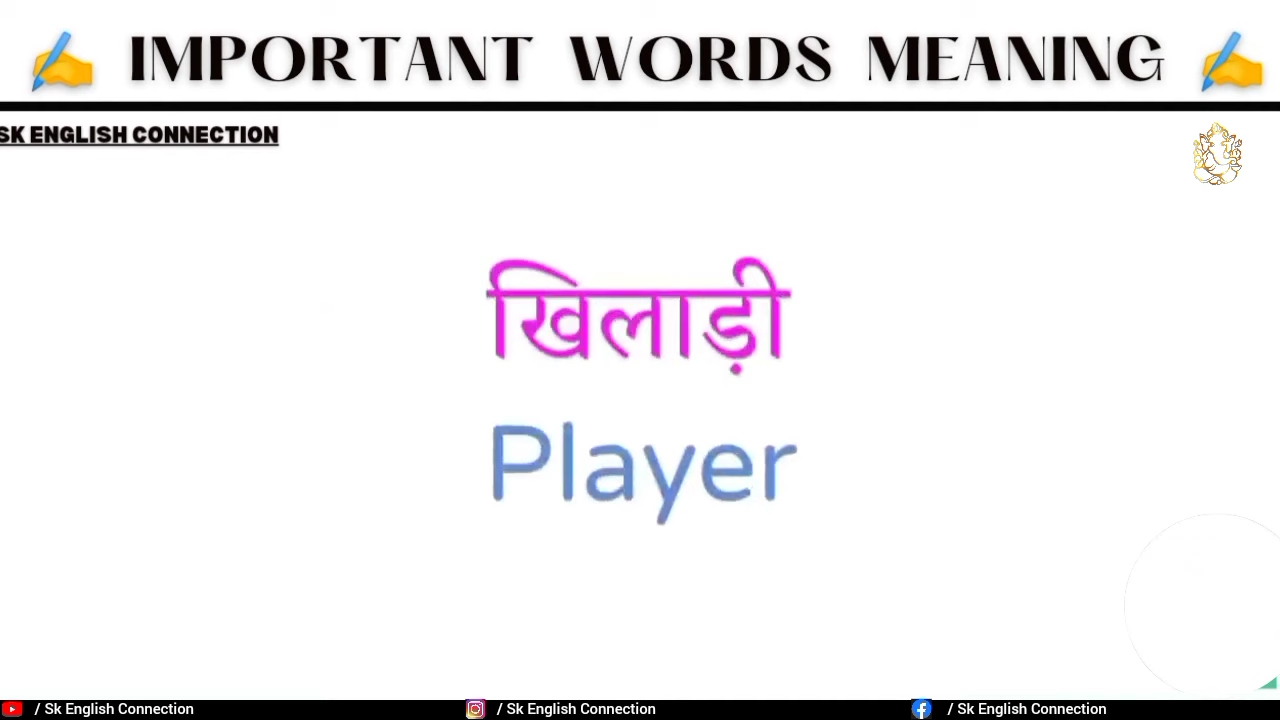 IMPORTANT WORDS MEANING
SK ENGLISH CONNECTION
खिलाड़ी
Player
/ Sk English Connection / Sk English Connection / Sk English Connection